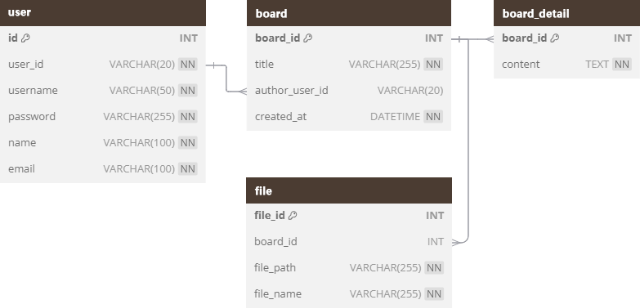 user
id INT
user_id VARCHAR(20) NN
username VARCHAR(50) NN
password VARCHAR(255) NN
name VARCHAR(100) NN
email VARCHAR(100) NN
board
board_id INT
title VARCHAR(255) NN
author_user_id VARCHAR(20)
created_at DATETIME NN
board_detail
board_id INT
content TEXT NN
file
file_id INT
board_id INT
file_path VARCHAR(255) NN
file_name VARCHAR(255) NN